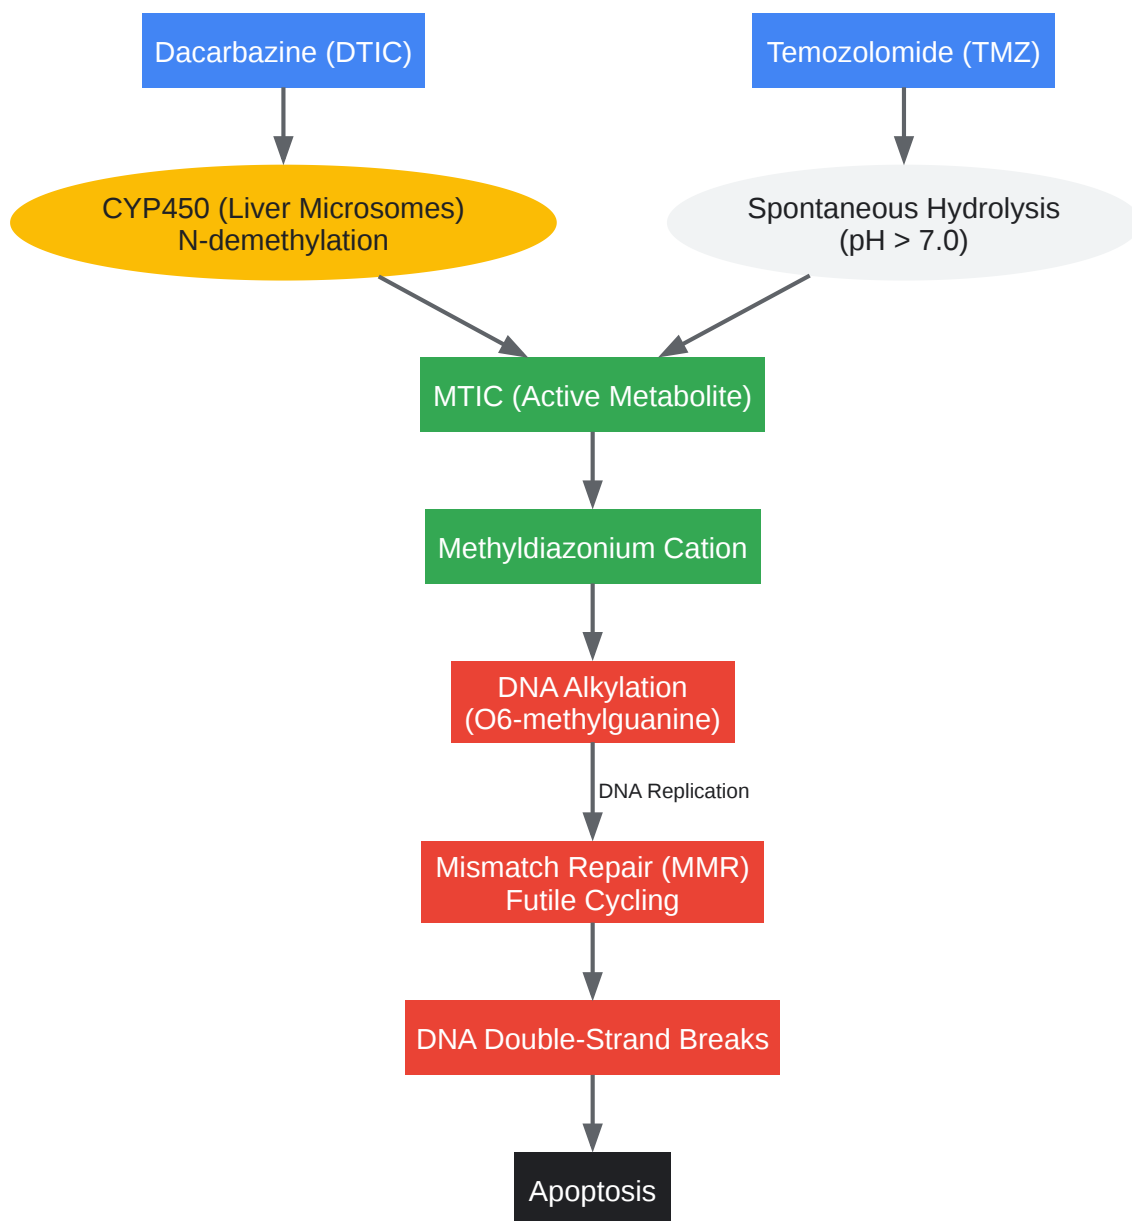 Dacarbazine (DTIC)
Temozolomide (TMZ)
CYP450 (Liver Microsomes)
N-demethylation
Spontaneous Hydrolysis
(pH > 7.0)
MTIC (Active Metabolite)
Methyldiazonium Cation
DNA Alkylation
(O6-methylguanine)
DNA Replication
Mismatch Repair (MMR)
Futile Cycling
DNA Double-Strand Breaks
Apoptosis